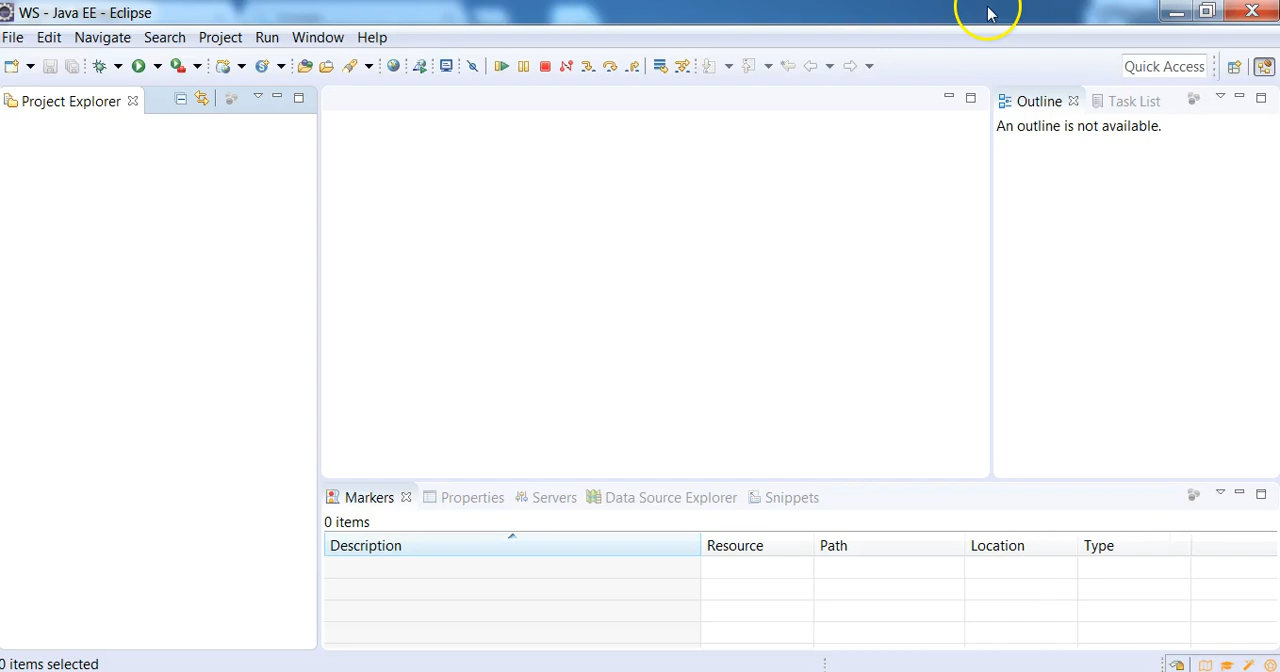 WS - Java EE - Eclipse
File Edit Navigate Search Project Run Window Help
Quick Access
Project Explorer
Outline Task List
An outline is not available.
Markers Properties Servers Data Source Explorer Snippets
0 items
Description Resource Path Location Type
0 items selected